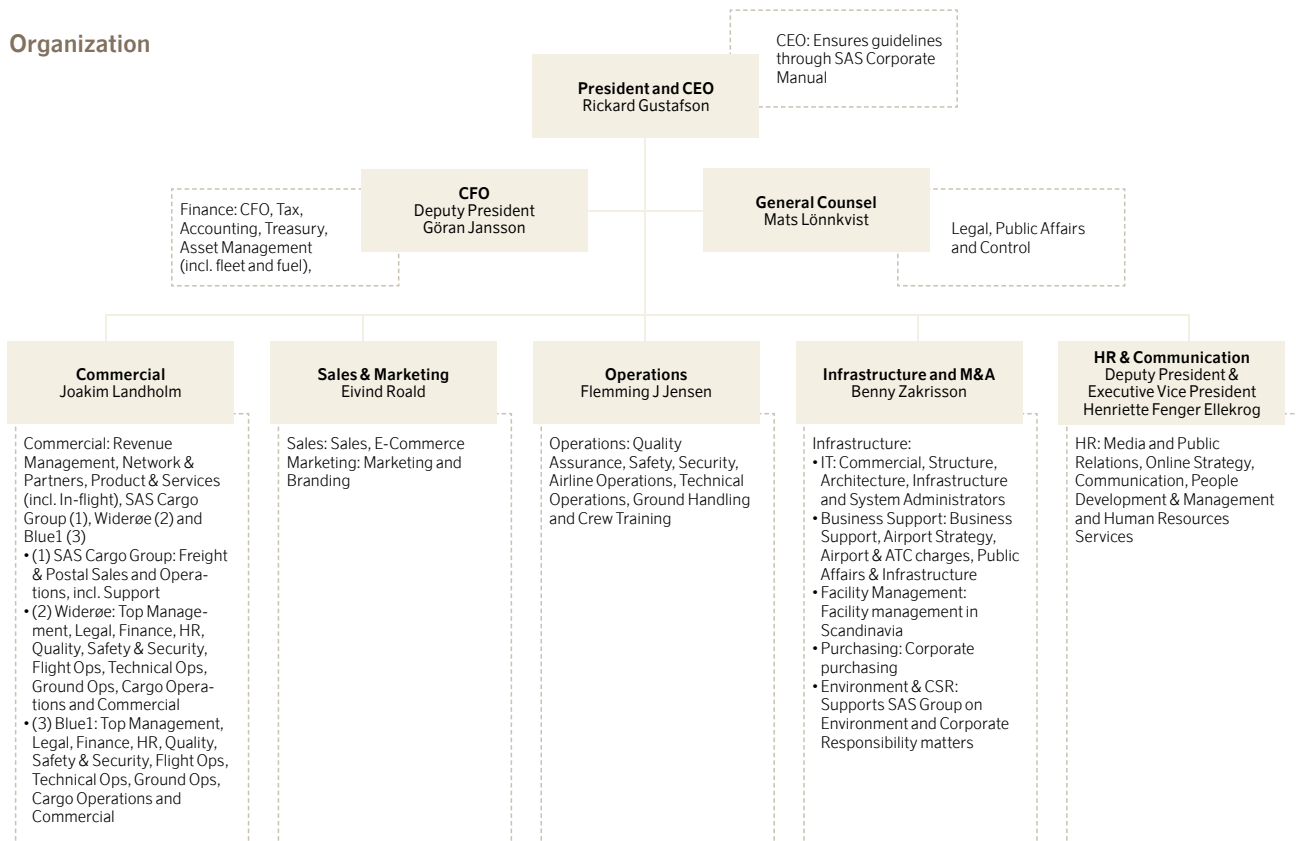 Organization
CEO: Ensures guidelines
through SAS Corporate
Manual
President and CEO
Rickard Gustafson
CFO
Deputy President
Göran Jansson
General Counsel
Mats Lönnkvist
Finance: CFO, Tax,
Accounting, Treasury,
Asset Management
(incl. fleet and fuel),
Legal, Public Affairs
and Control
Commercial
Joakim Landholm
Commercial: Revenue
Management, Network &
Partners, Product & Services
(incl. In-flight), SAS Cargo
Group (1), Widerøe (2) and
Blue1 (3)
• (1) SAS Cargo Group: Freight
& Postal Sales and Opera-
tions, incl. Support
• (2) Widerøe: Top Manage-
ment, Legal, Finance, HR,
Quality, Safety & Security,
Flight Ops, Technical Ops,
Ground Ops, Cargo Opera-
tions and Commercial
• (3) Blue1: Top Management,
Legal, Finance, HR, Quality,
Safety & Security, Flight Ops,
Technical Ops, Ground Ops,
Cargo Operations and
Commercial
Sales & Marketing
Eivind Roald
Sales: Sales, E-Commerce
Marketing: Marketing and
Branding
Operations
Flemming J Jensen
Operations: Quality
Assurance, Safety, Security,
Airline Operations, Technical
Operations, Ground Handling
and Crew Training
Infrastructure and M&A
Benny Zakrisson
Infrastructure:
• IT: Commercial, Structure,
Architecture, Infrastructure
and System Administrators
• Business Support: Business
Support, Airport Strategy,
Airport & ATC charges, Public
Affairs & Infrastructure
• Facility Management:
Facility management in
Scandinavia
• Purchasing: Corporate
purchasing
• Environment & CSR:
Supports SAS Group on
Environment and Corporate
Responsibility matters
HR & Communication
Deputy President &
Executive Vice President
Henriette Fenger Ellekrog
HR: Media and Public
Relations, Online Strategy,
Communication, People
Development & Management
and Human Resources
Services